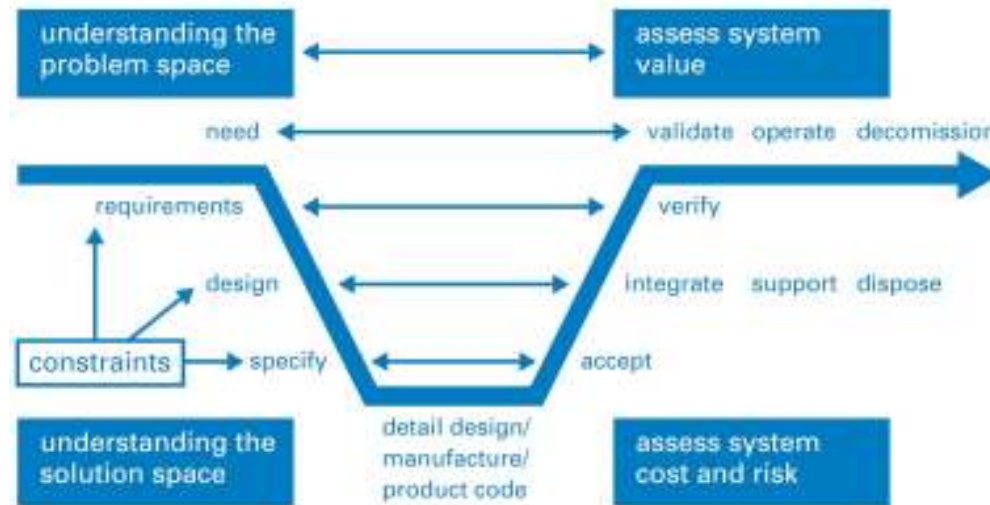 understanding the
problem space
assess system
value
need
validate operate decomission
requirements
verify
design
integrate support dispose
constraints
specify
accept
understanding the
solution space
detail design/
manufacture/
product code
assess system
cost and risk